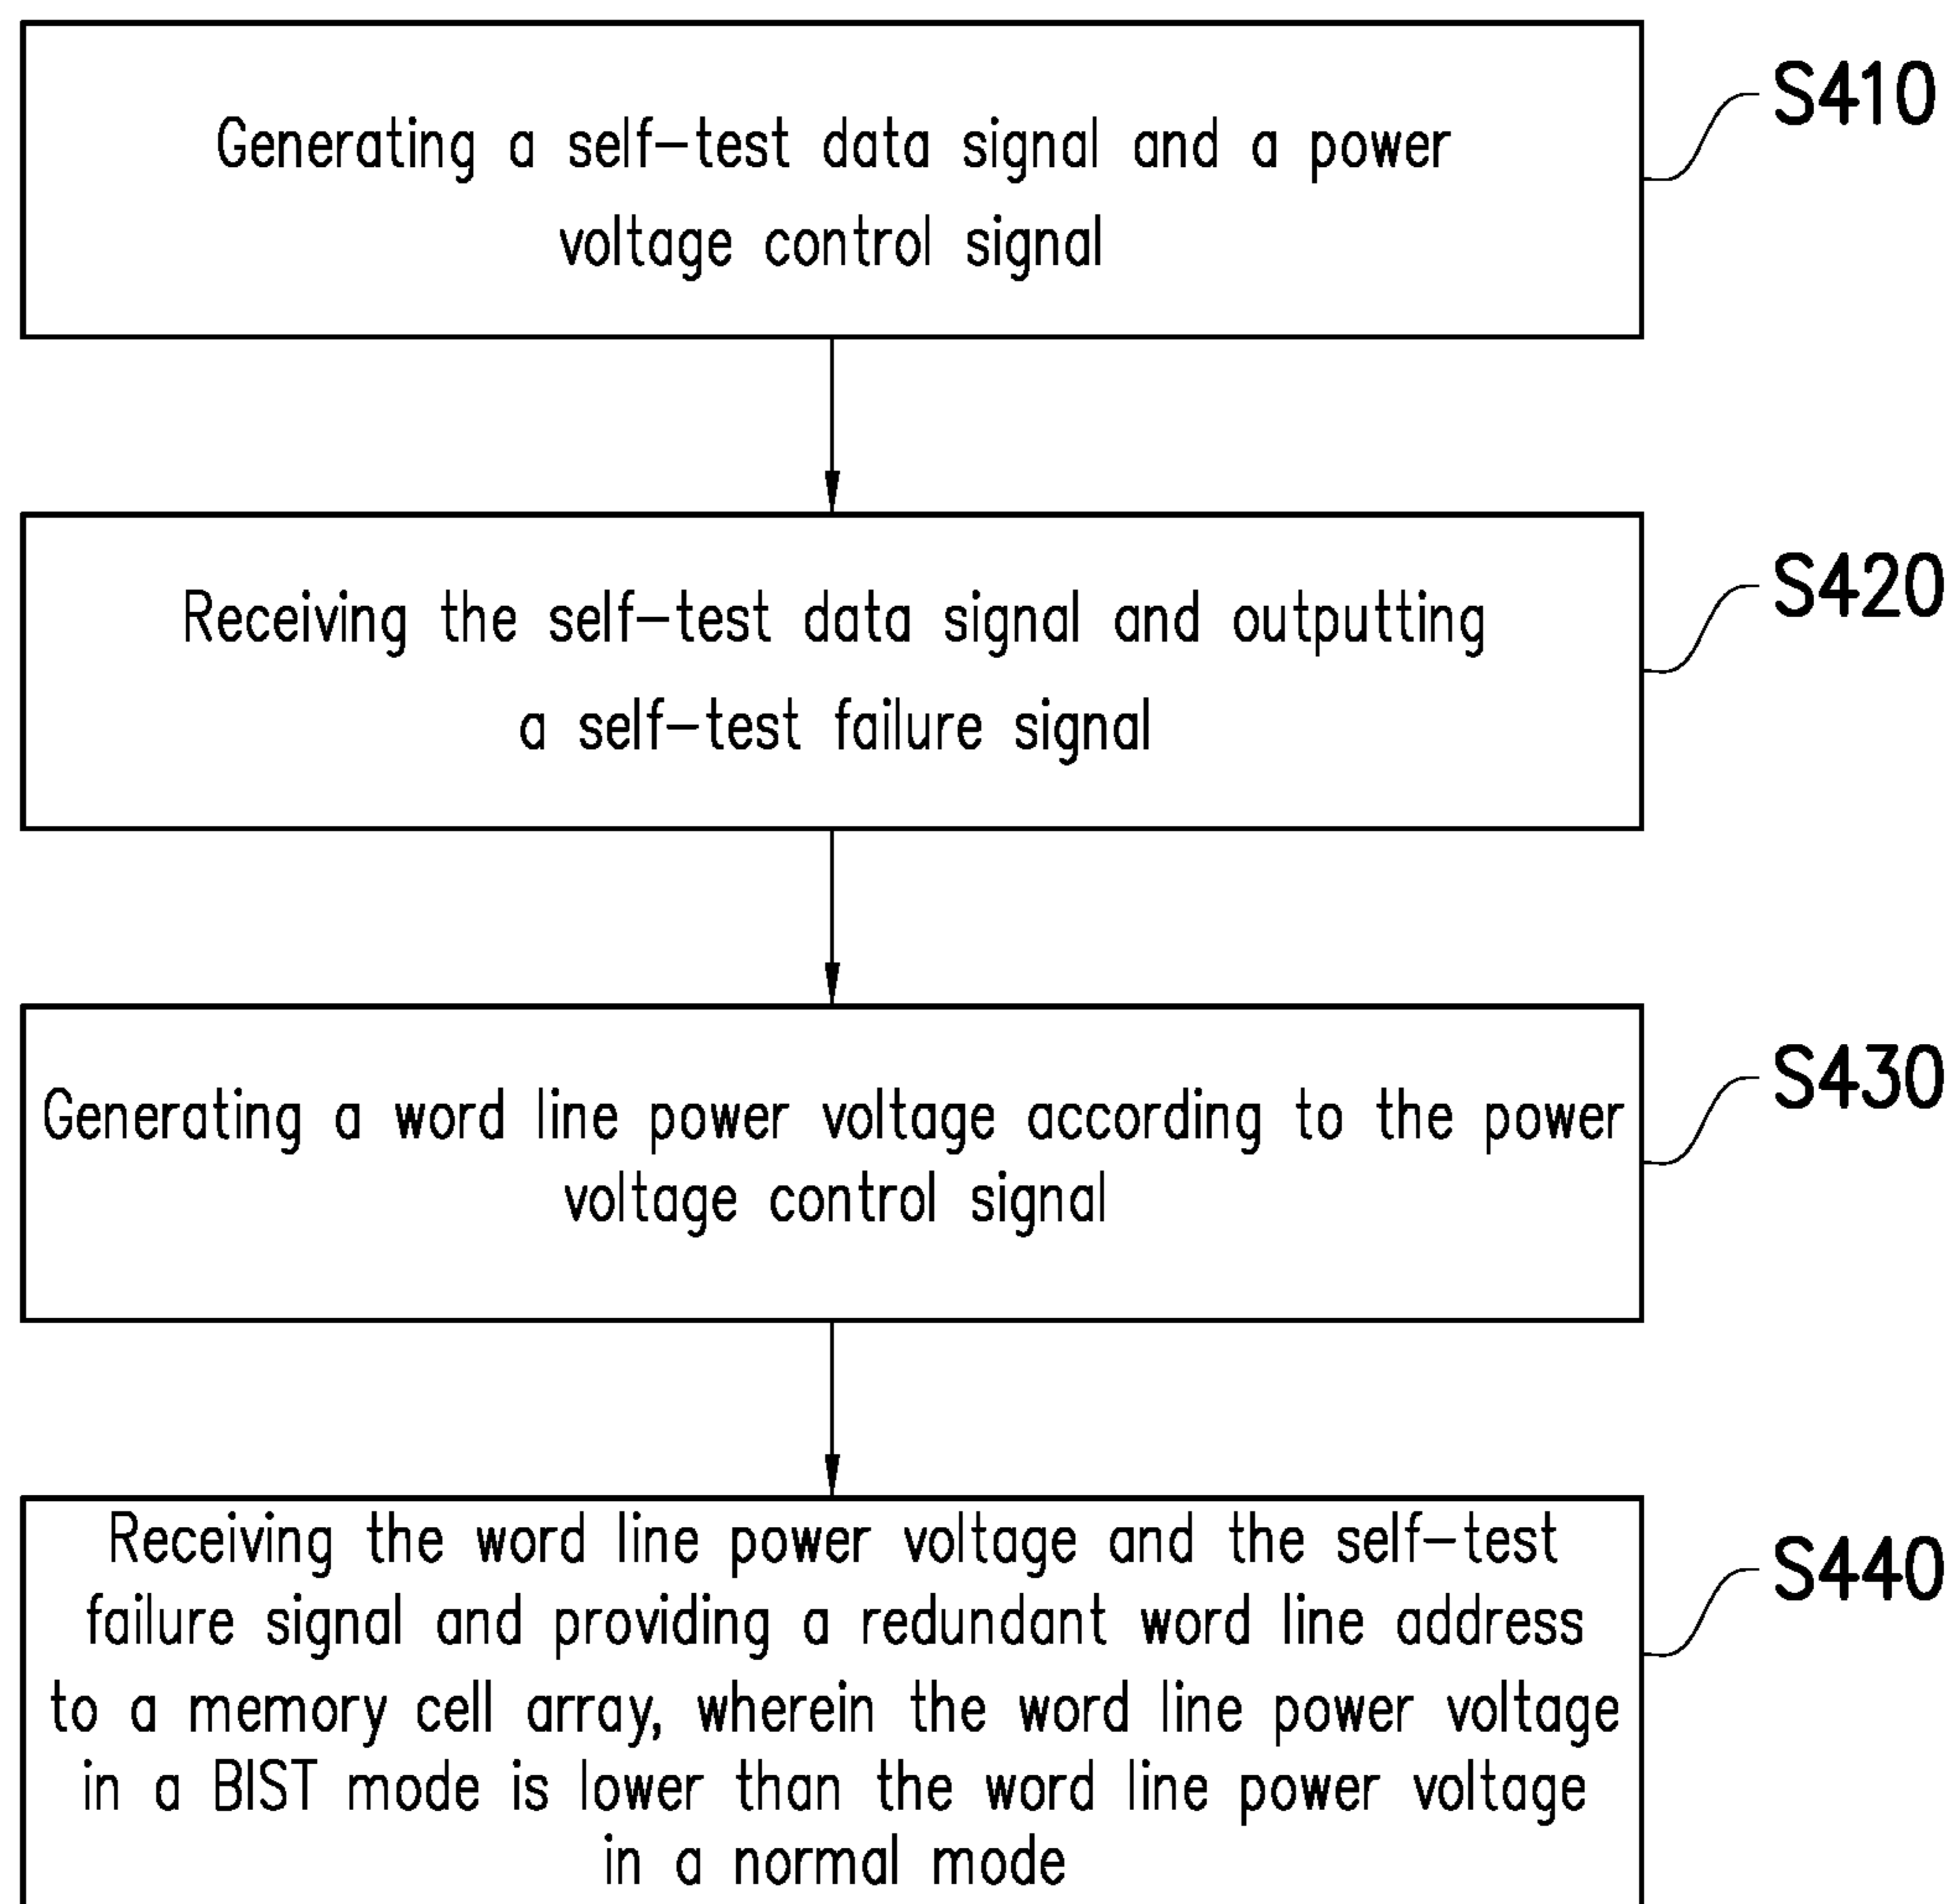 S410
Generating a self-test data signal and a power
voltage control signal
S420
Receiving the self-test data signal and outputting
a self-test failure signal
S430
Generating a word line power voltage according to the power
voltage control signal
S440
Receiving the word line power voltage and the self-test
failure signal and providing a redundant word line address
to a memory cell array, wherein the word line power voltage
in a BIST mode is lower than the word line power voltage
in a normal mode